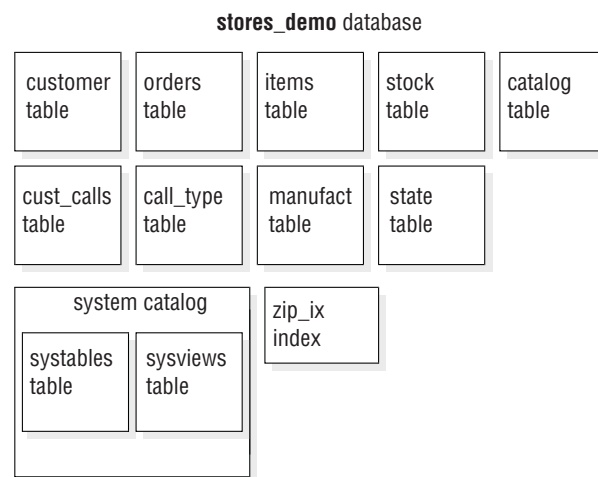 stores_demo database
customer
table
orders
table
items
table
stock
table
catalog
table
cust_calls
table
call_type
table
manufact
table
state
table
system catalog
systables
table
sysviews
table
zip_ix
index